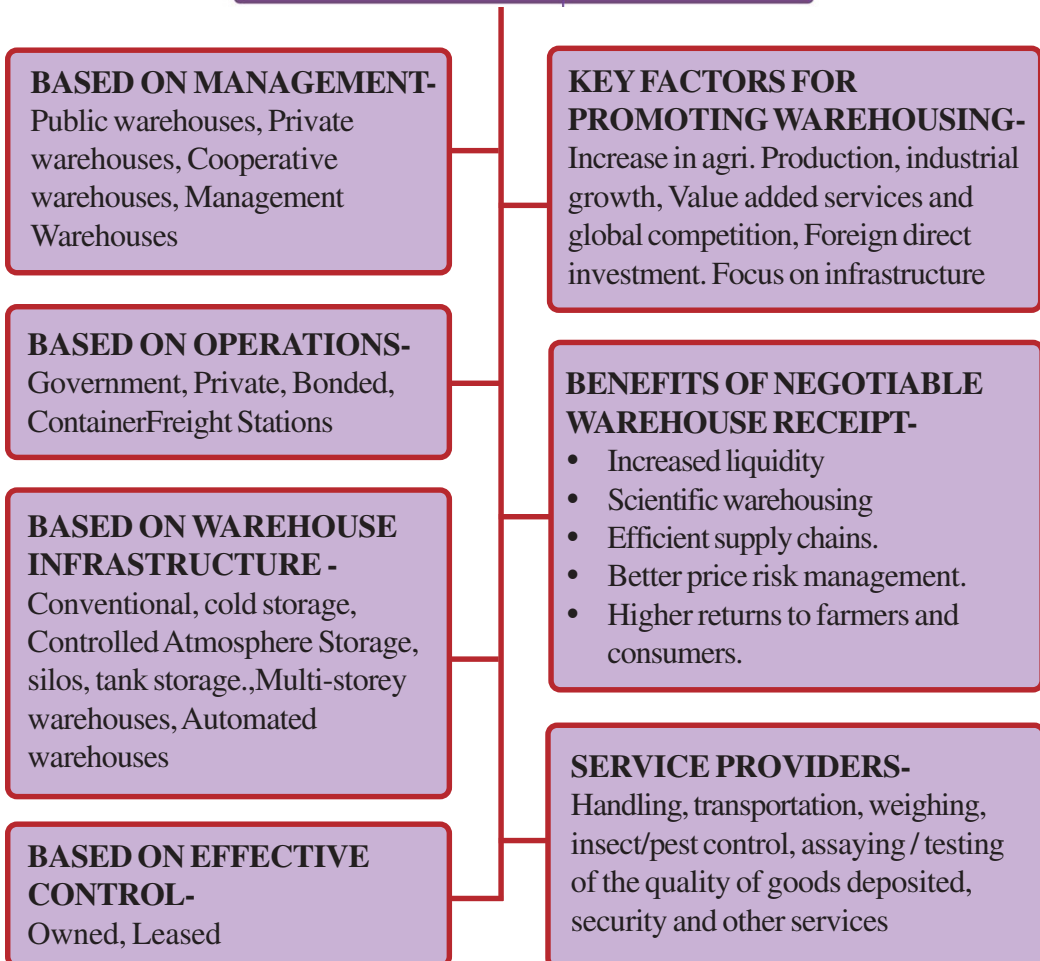 BASED ON MANAGEMENT-
Public warehouses, Private
warehouses, Cooperative
warehouses, Management
Warehouses
BASED ON OPERATIONS-
Government, Private, Bonded,
ContainerFreight Stations
BASED ON WAREHOUSE
INFRASTRUCTURE -
Conventional, cold storage,
Controlled Atmosphere Storage,
silos, tank storage.,Multi-storey
warehouses, Automated
warehouses
BASED ON EFFECTIVE
CONTROL-
Owned, Leased
KEY FACTORS FOR
PROMOTING WAREHOUSING-
Increase in agri. Production, industrial
growth, Value added services and
global competition, Foreign direct
investment. Focus on infrastructure
BENEFITS OF NEGOTIABLE
WAREHOUSE RECEIPT-
• Increased liquidity
• Scientific warehousing
• Efficient supply chains.
• Better price risk management.
• Higher returns to farmers and
consumers.
SERVICE PROVIDERS-
Handling, transportation, weighing,
insect/pest control, assaying / testing
of the quality of goods deposited,
security and other services